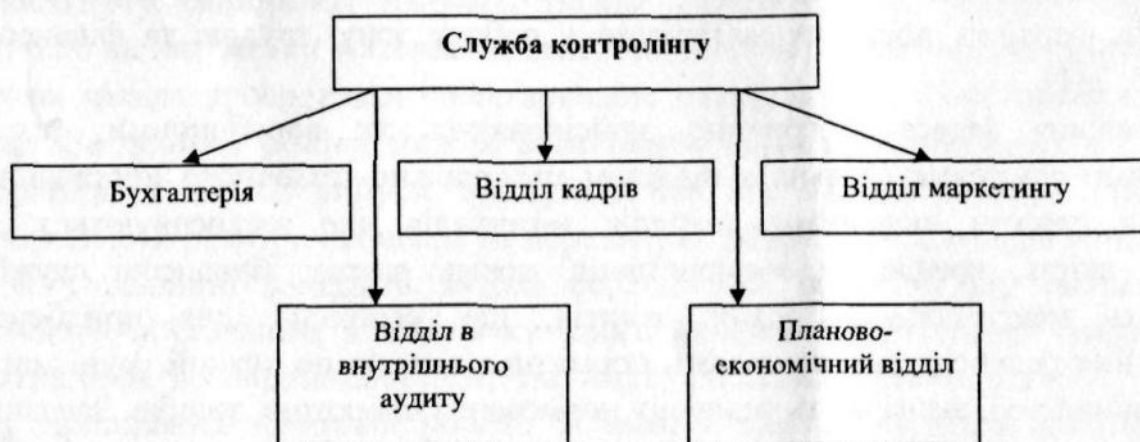 Служба контролінгу
Бухгалтерія
Відділ кадрів
Відділ маркетингу
Відділ в
внутрішнього
аудиту
Планово-
економічний відділ